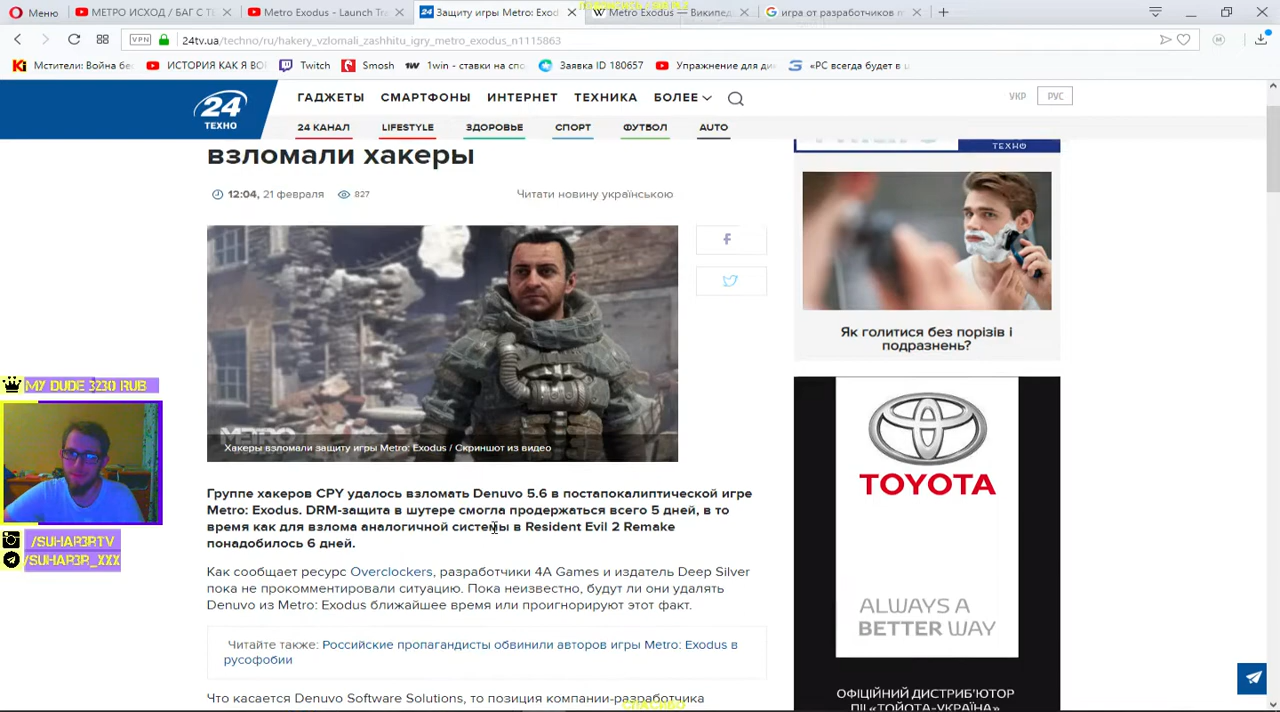 Меню
МЕТРО ИСХОД / БАГ С ТЕ
Metro Exodus - Launch Tra
Защиту игры Metro: Exod
Metro Exodus — Википед
игра от разработчиков m
VPN
24tv.ua/techno/ru/hakery_vzlomali_zashhitu_igry_metro_exodus_n1115863
Мстители: Война бес
ИСТОРИЯ КАК Я ВОР
Twitch
Smosh
1win - ставки на спо
Заявка ID 180657
Упражнение для дик
«PC всегда будет в ц
24
ТЕХНО
ГАДЖЕТЫ
СМАРТФОНЫ
ИНТЕРНЕТ
ТЕХНИКА
БОЛЕЕ
УКР
РУС
24 КАНАЛ
LIFESTYLE
ЗДОРОВЬЕ
СПОРТ
ФУТБОЛ
AUTO
взломали хакеры
12:04, 21 февраля
827
Читати новину українською
METRO
Хакеры взломали защиту игры Metro: Exodus / Скриншот из видео
Группе хакеров CPY удалось взломать Denuvo 5.6 в постапокалиптической игре
Metro: Exodus. DRM-защита в шутере смогла продержаться всего 5 дней, в то
время как для взлома аналогичной системы в Resident Evil 2 Remake
понадобилось 6 дней.
Как сообщает ресурс Overclockers, разработчики 4A Games и издатель Deep Silver
пока не прокомментировали ситуацию. Пока неизвестно, будут ли они удалять
Denuvo из Metro: Exodus ближайшее время или проигнорируют этот факт.
Читайте также: Российские пропагандисты обвинили авторов игры Metro: Exodus в
русофобии
Что касается Denuvo Software Solutions, то позиция компании-разработчика
СПАСИБО
MY DUDE 3230 RUB
/SUHAR3RTV
/SUHAR3R_XXX
ТЕХНО
Як голитися без порізів і
подразнень?
TOYOTA
ALWAYS A
BETTER WAY
ОФІЦІЙНИЙ ДИСТРИБ'ЮТОР
ПІІ «ТОЙОТА-УКРАЇНА»